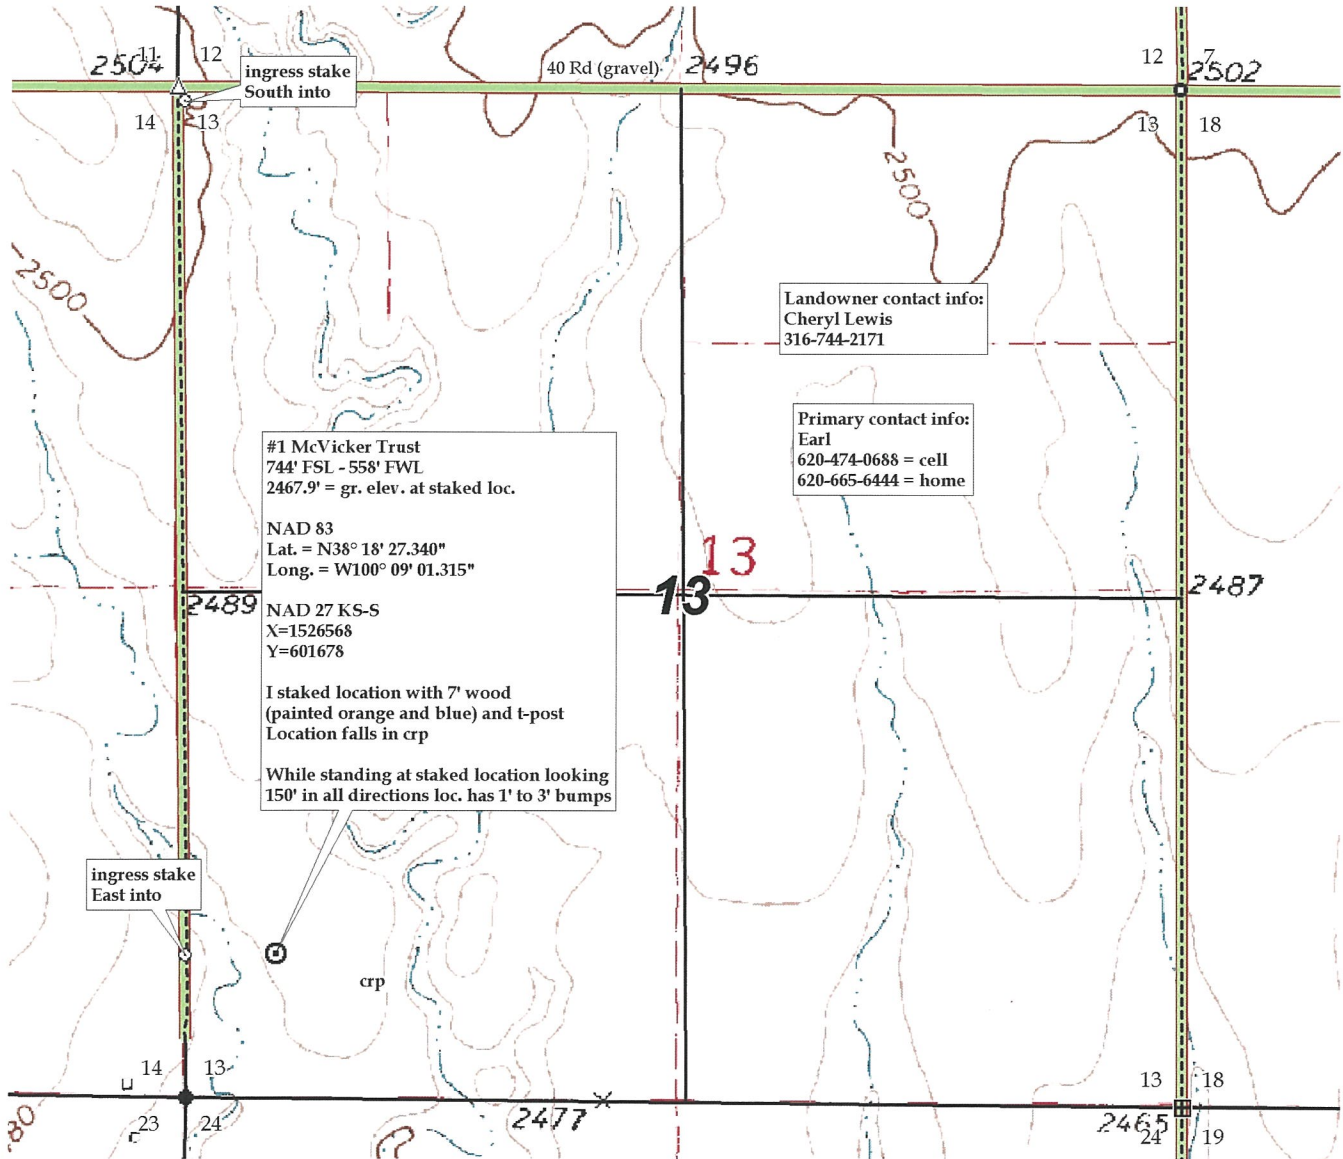 11
12
2504
ingress stake
South into
40 Rd (gravel)
2496
12
7
2502
14
13
13
18
2500
2500
Landowner contact info:
Cheryl Lewis
316-744-2171
Primary contact info:
Earl
620-474-0688 = cell
620-665-6444 = home
#1 McVicker Trust
744' FSL - 558' FWL
2467.9' = gr. elev. at staked loc.
NAD 83
Lat. = N38° 18' 27.340"
Long. = W100° 09' 01.315"
NAD 27 KS-S
X=1526568
Y=601678
I staked location with 7' wood
(painted orange and blue) and t-post
Location falls in crp
While standing at staked location looking
150' in all directions loc. has 1' to 3' bumps
13
13
2489
2487
ingress stake
East into
crp
14
13
13
18
23
24
2477
2465
24
19
80